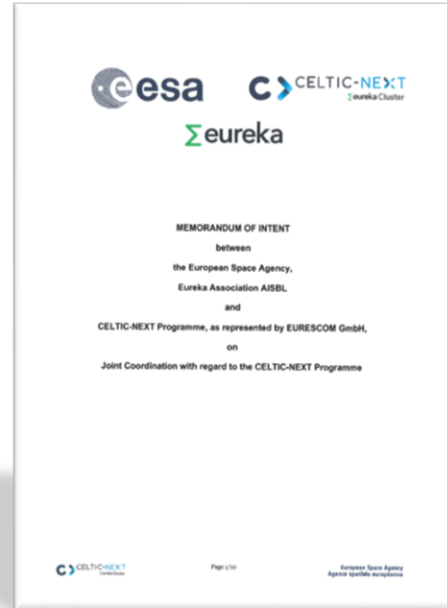 esa
CELTIC-NEXT
eureka Cluster
eureka
MEMORANDUM OF INTENT
between
the European Space Agency,
Eureka Association AISBL
and
CELTIC-NEXT Programme, as represented by EURESCOM GmbH,
on
Joint Coordination with regard to the CELTIC-NEXT Programme
CELTIC-NEXT
Page 1/10
European Space Agency
Agence spatiale européenne